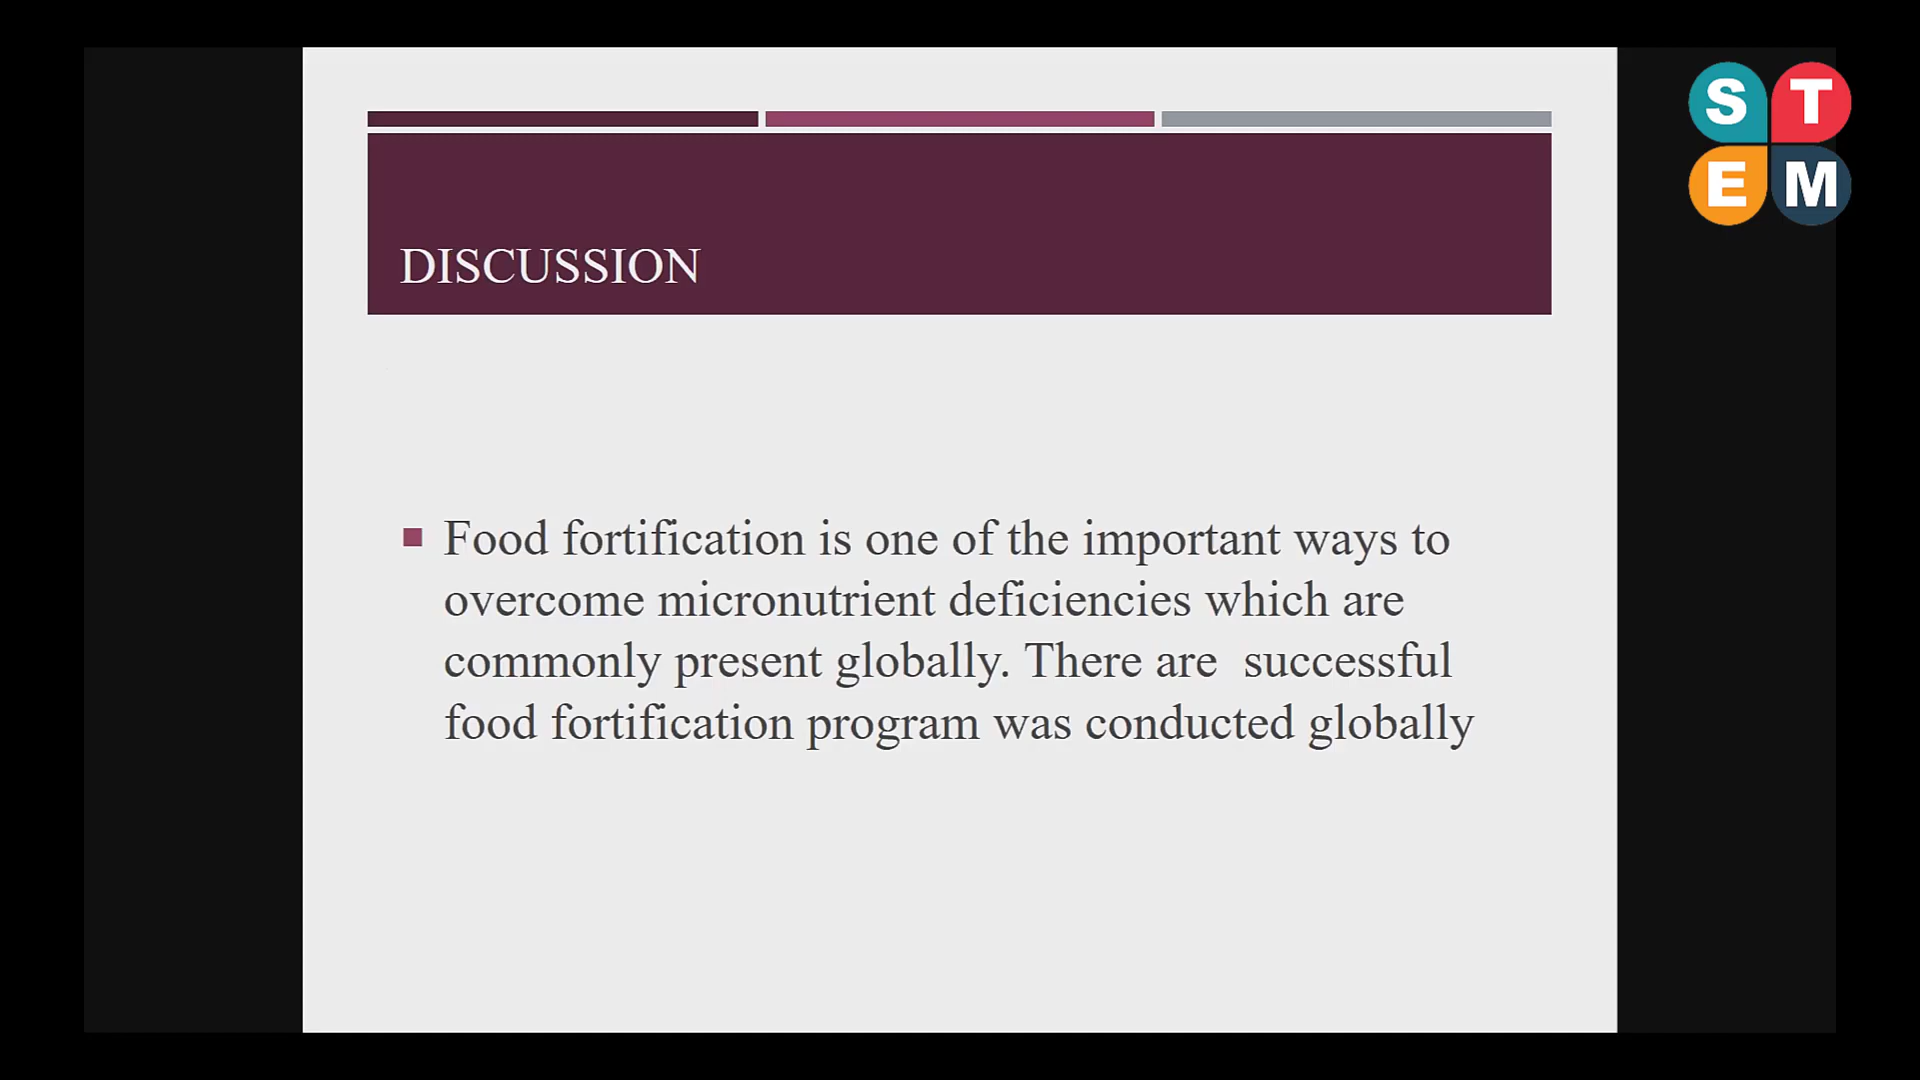 S T
E M
DISCUSSION
Food fortification is one of the important ways to
overcome micronutrient deficiencies which are
commonly present globally. There are  successful
food fortification program was conducted globally